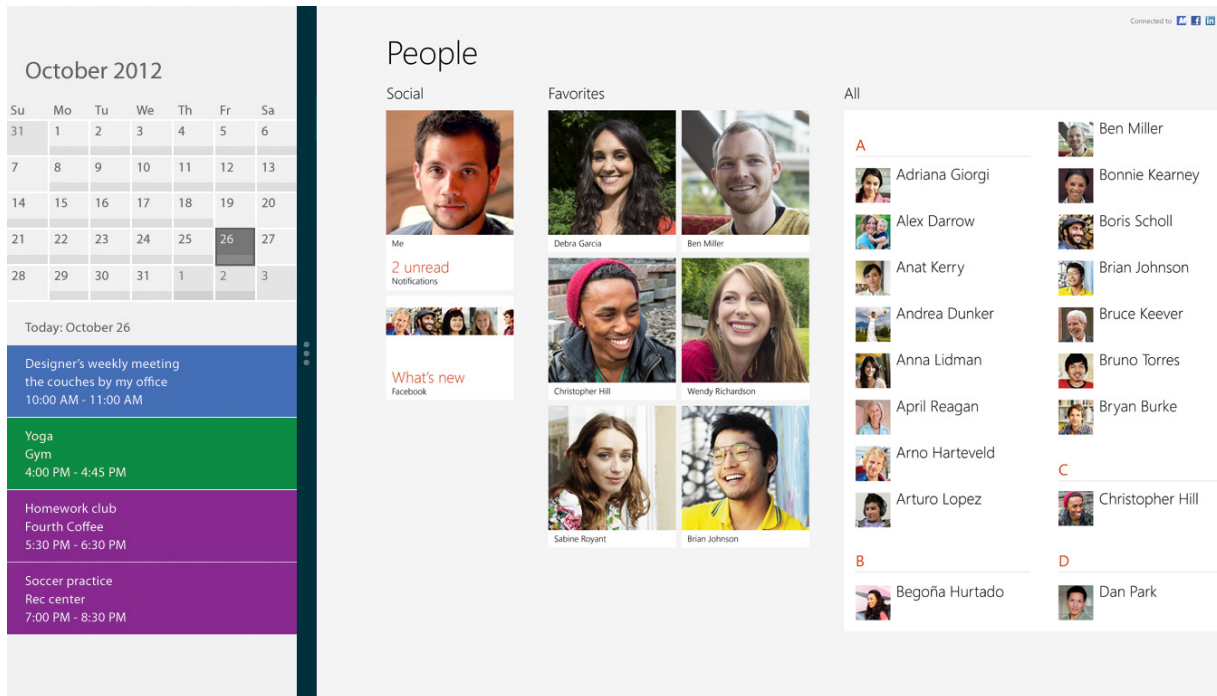 October 2012
Su Mo Tu We Th Fr Sa
31 1 2 3 4 5 6
7 8 9 10 11 12 13
14 15 16 17 18 19 20
21 22 23 24 25 26 27
28 29 30 31 1 2 3
Today: October 26
Designer's weekly meeting
the couches by my office
10:00 AM - 11:00 AM
Yoga
Gym
4:00 PM - 4:45 PM
Homework club
Fourth Coffee
5:30 PM - 6:30 PM
Soccer practice
Rec center
7:00 PM - 8:30 PM
Connected to
People
Social
Me
2 unread
Notifications
What's new
Facebook
Favorites
Debra Garcia
Ben Miller
Christopher Hill
Wendy Richardson
Sabine Royant
Brian Johnson
All
A
Adriana Giorgi
Alex Darrow
Anat Kerry
Andrea Dunker
Anna Lidman
April Reagan
Arno Harteveld
Arturo Lopez
B
Begoña Hurtado
Ben Miller
Bonnie Kearney
Boris Scholl
Brian Johnson
Bruce Keever
Bruno Torres
Bryan Burke
C
Christopher Hill
D
Dan Park